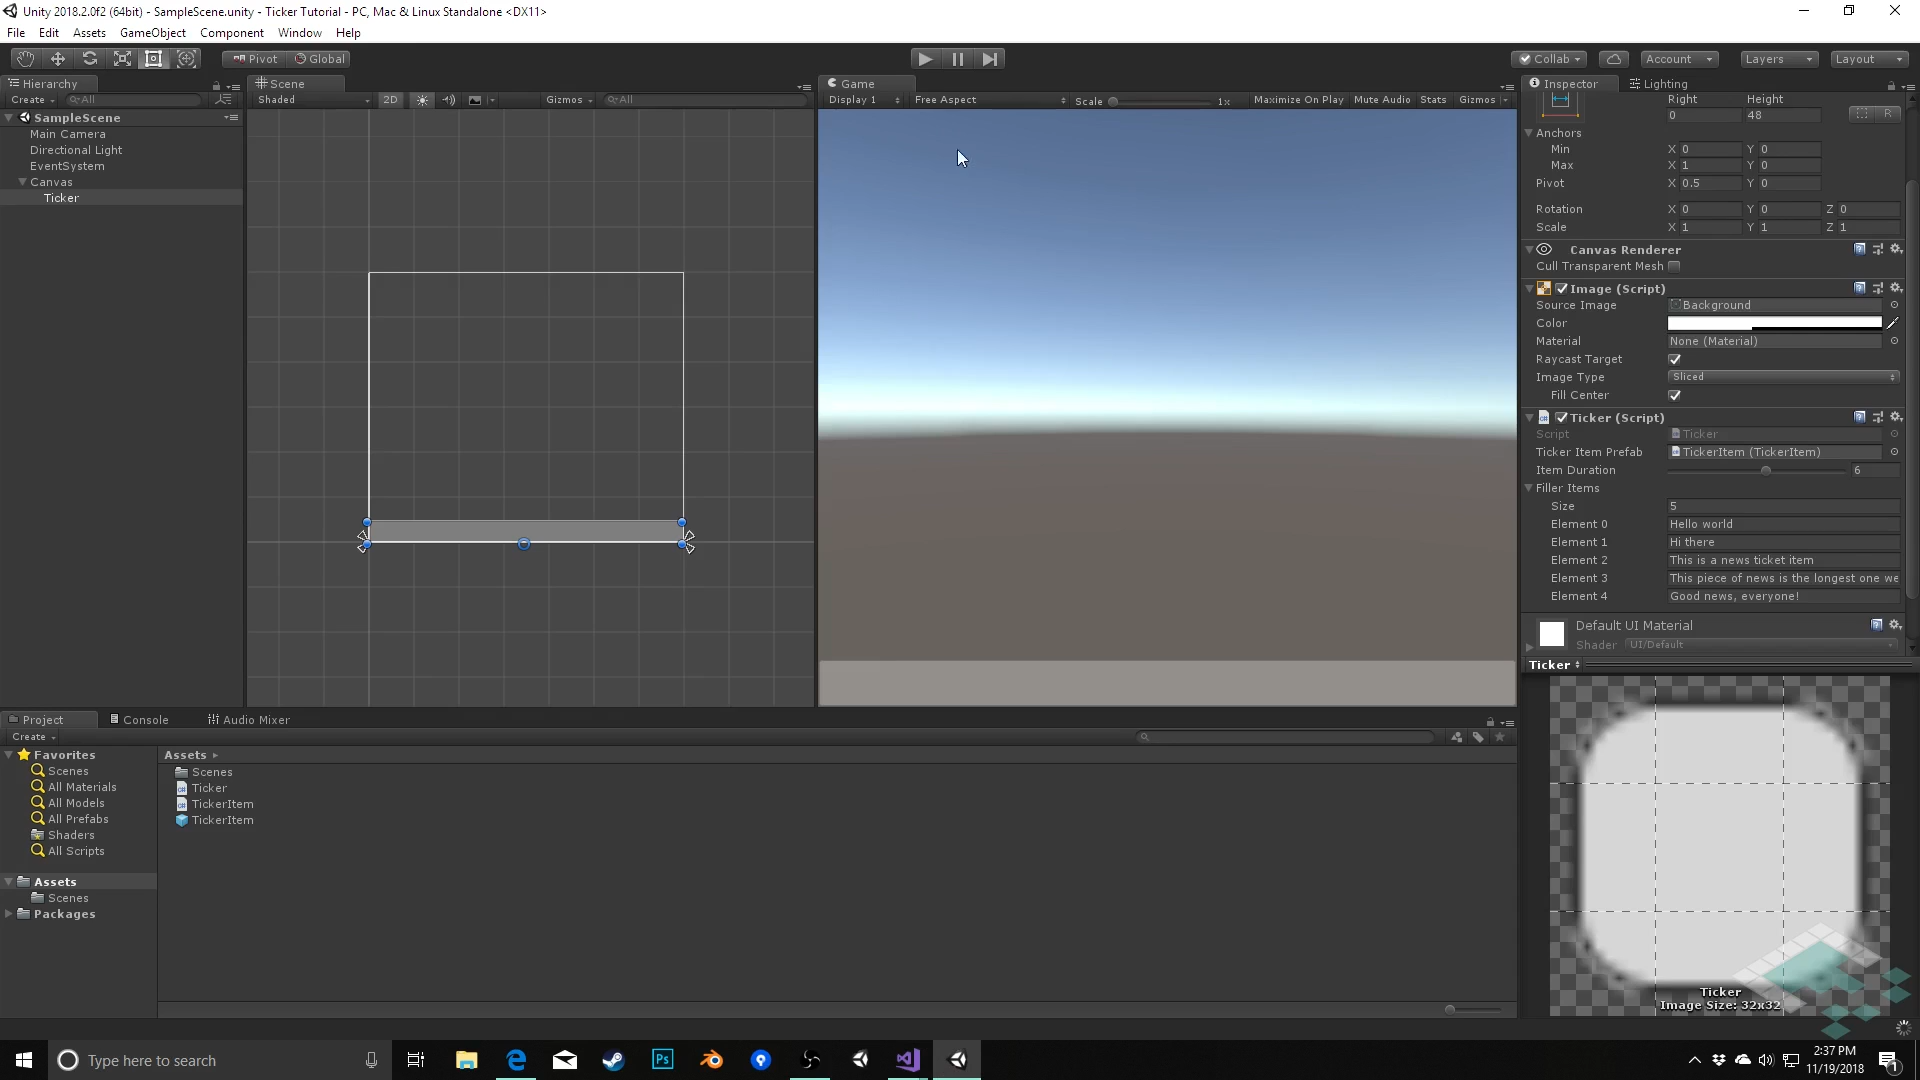 Unity 2018.2.0f2 (64bit) - SampleScene.unity - Ticker Tutorial - PC, Mac & Linux Standalone <DX11>
File Edit Assets GameObject Component Window Help
Pivot Global Collab Account Layers Layout
Hierarchy
Create All
SampleScene
Main Camera
Directional Light
EventSystem
Canvas
Ticker
Scene
Shaded 2D Gizmos All
Game
Display 1 Free Aspect Scale 1x Maximize On Play Mute Audio Stats Gizmos
Inspector Lighting
Right Height
0 48
R
Anchors
Min X 0 Y 0
Max X 1 Y 0
Pivot X 0.5 Y 0
Rotation X 0 Y 0 Z 0
Scale X 1 Y 1 Z 1
Canvas Renderer
Cull Transparent Mesh
Image (Script)
Source Image Background
Color
Material None (Material)
Raycast Target
Image Type Sliced
Fill Center
Ticker (Script)
Script Ticker
Ticker Item Prefab TickerItem (TickerItem)
Item Duration 6
Filler Items
Size 5
Element 0 Hello world
Element 1 Hi there
Element 2 This is a news ticket item
Element 3 This piece of news is the longest one we
Element 4 Good news, everyone!
Default UI Material
Shader UI/Default
Ticker
Ticker
Image Size: 32x32
Project Console Audio Mixer
Create
Favorites
Scenes
All Materials
All Models
All Prefabs
Shaders
All Scripts
Assets
Scenes
Packages
Assets
Scenes
Ticker
TickerItem
TickerItem
Type here to search
Ps
2:37 PM
11/19/2018
1